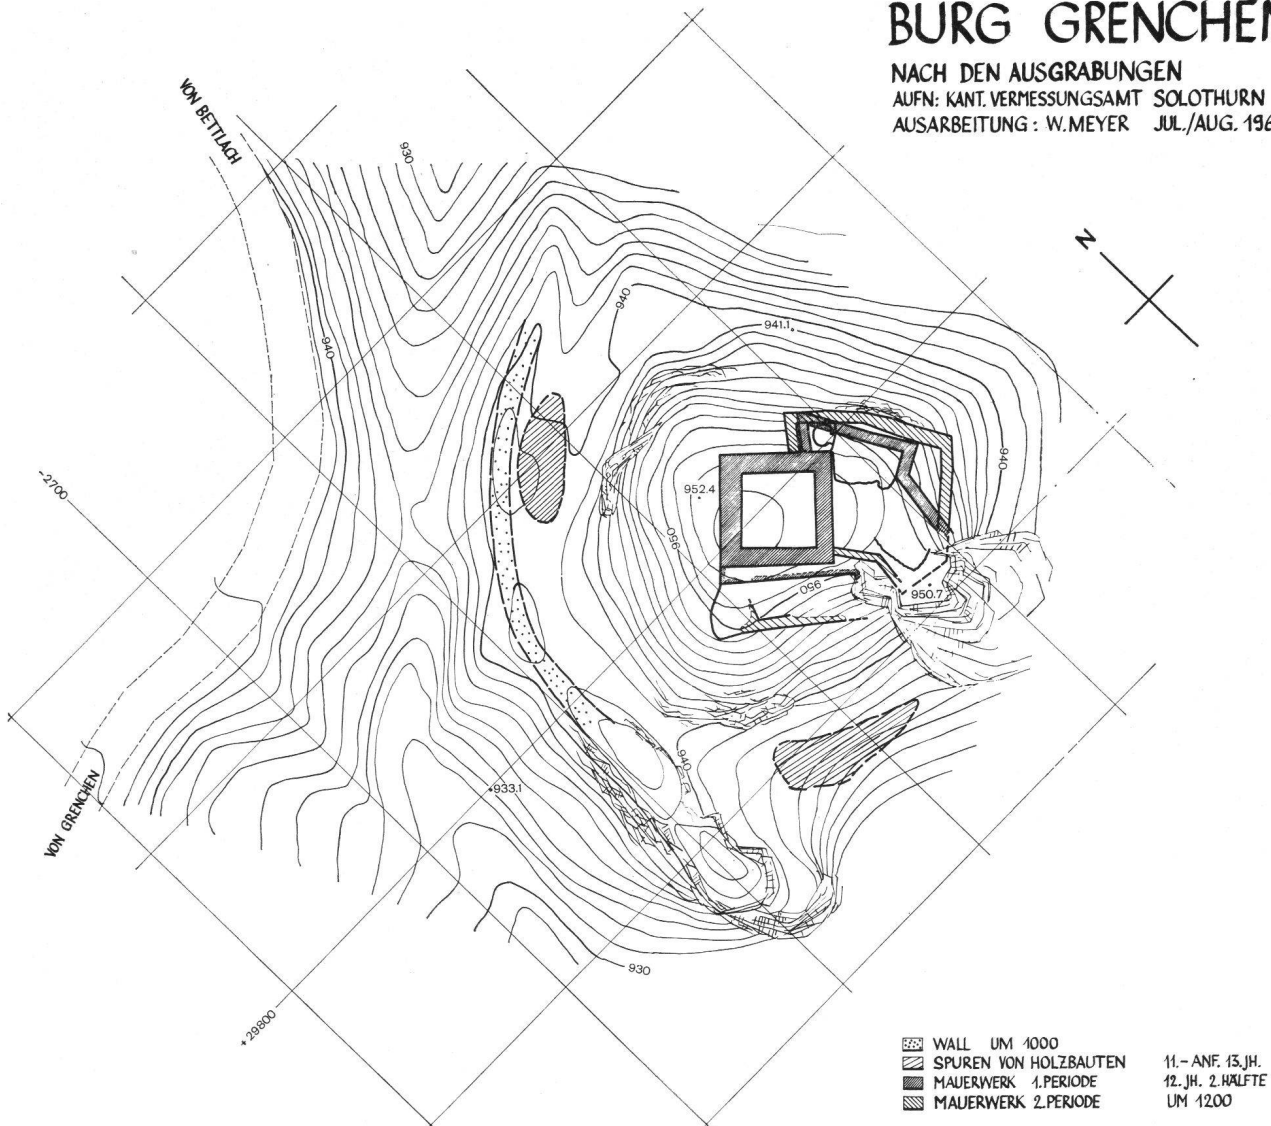 BURG GRENCHEN
NACH DEN AUSGRABUNGEN
AUFN: KANT. VERMESSUNGSAMT SOLOTHURN
AUSARBEITUNG: W. MEYER JUL./AUG. 196
VON BETTLACH
930
N
940
940
941.1
-2700
940
952.4
950
950
950.7
940
933.1
VON GRENCHEN
930
+29800
WALL UM 1000
SPUREN VON HOLZBAUTEN 11.- ANF. 13.JH.
MAUERWERK 1.PERIODE 12.JH. 2.HÄLFTE
MAUERWERK 2.PERIODE UM 1200